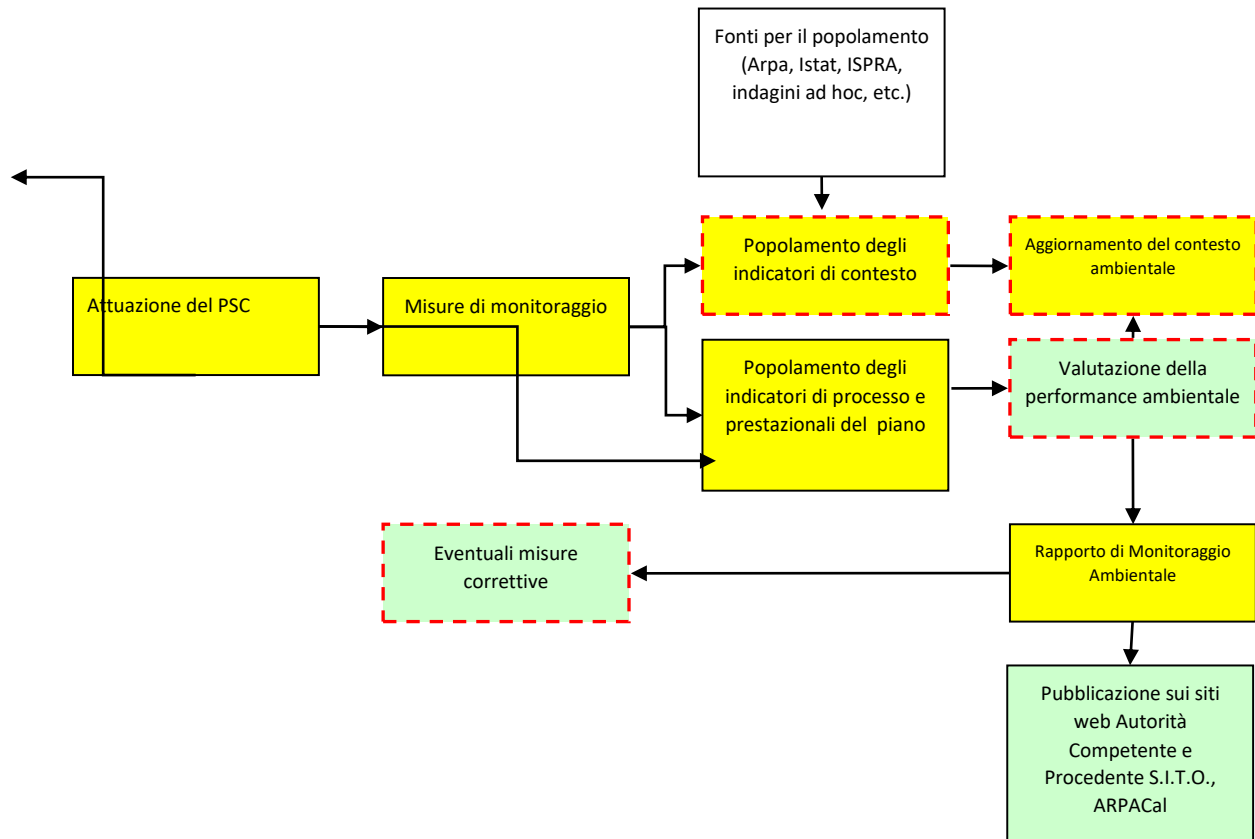 Fonti per il popolamento
(Arpa, Istat, ISPRA,
indagini ad hoc, etc.)
Popolamento degli
indicatori di contesto
Aggiornamento del contesto
ambientale
Attuazione del PSC
Misure di monitoraggio
Popolamento degli
indicatori di processo e
prestazionali del piano
Valutazione della
performance ambientale
Eventuali misure
correttive
Rapporto di Monitoraggio
Ambientale
Pubblicazione sui siti
web Autorità
Competente e
Procedente S.I.T.O.,
ARPACal